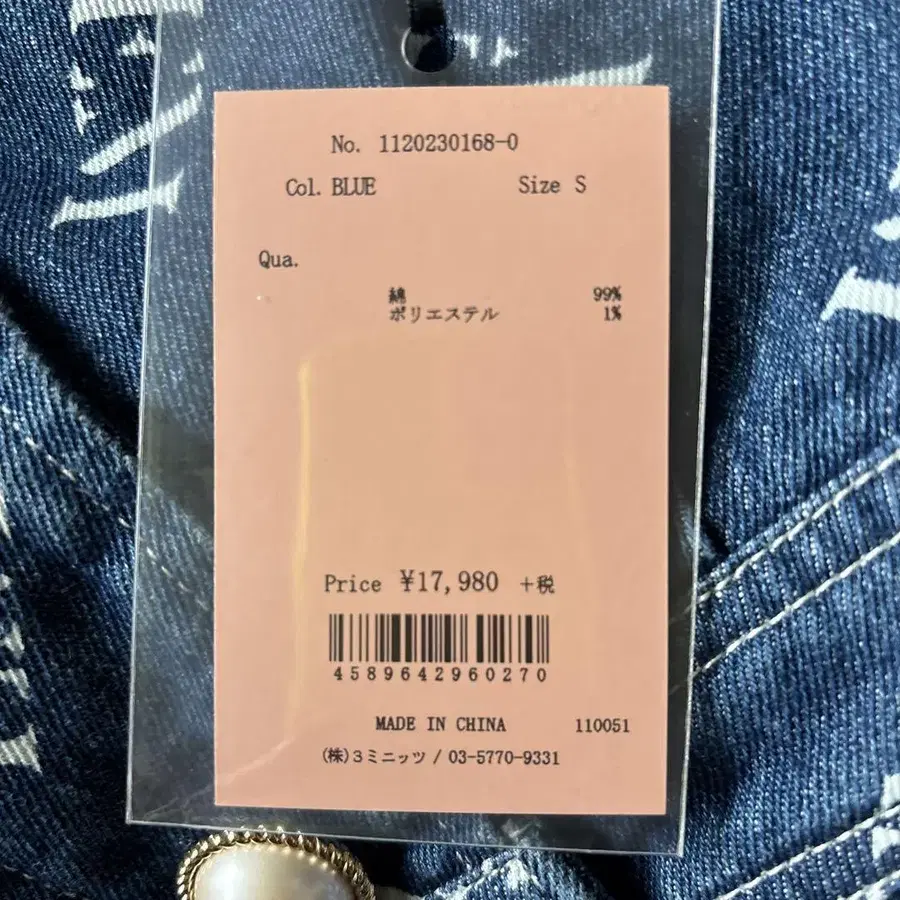 No. 1120230168-0
Col. BLUE Size S
Qua.
綿 99%
ポリエステル 1%
Price ¥17,980 +税
4589642960270
MADE IN CHINA 110051
(株)3ミニッツ / 03-5770-9331